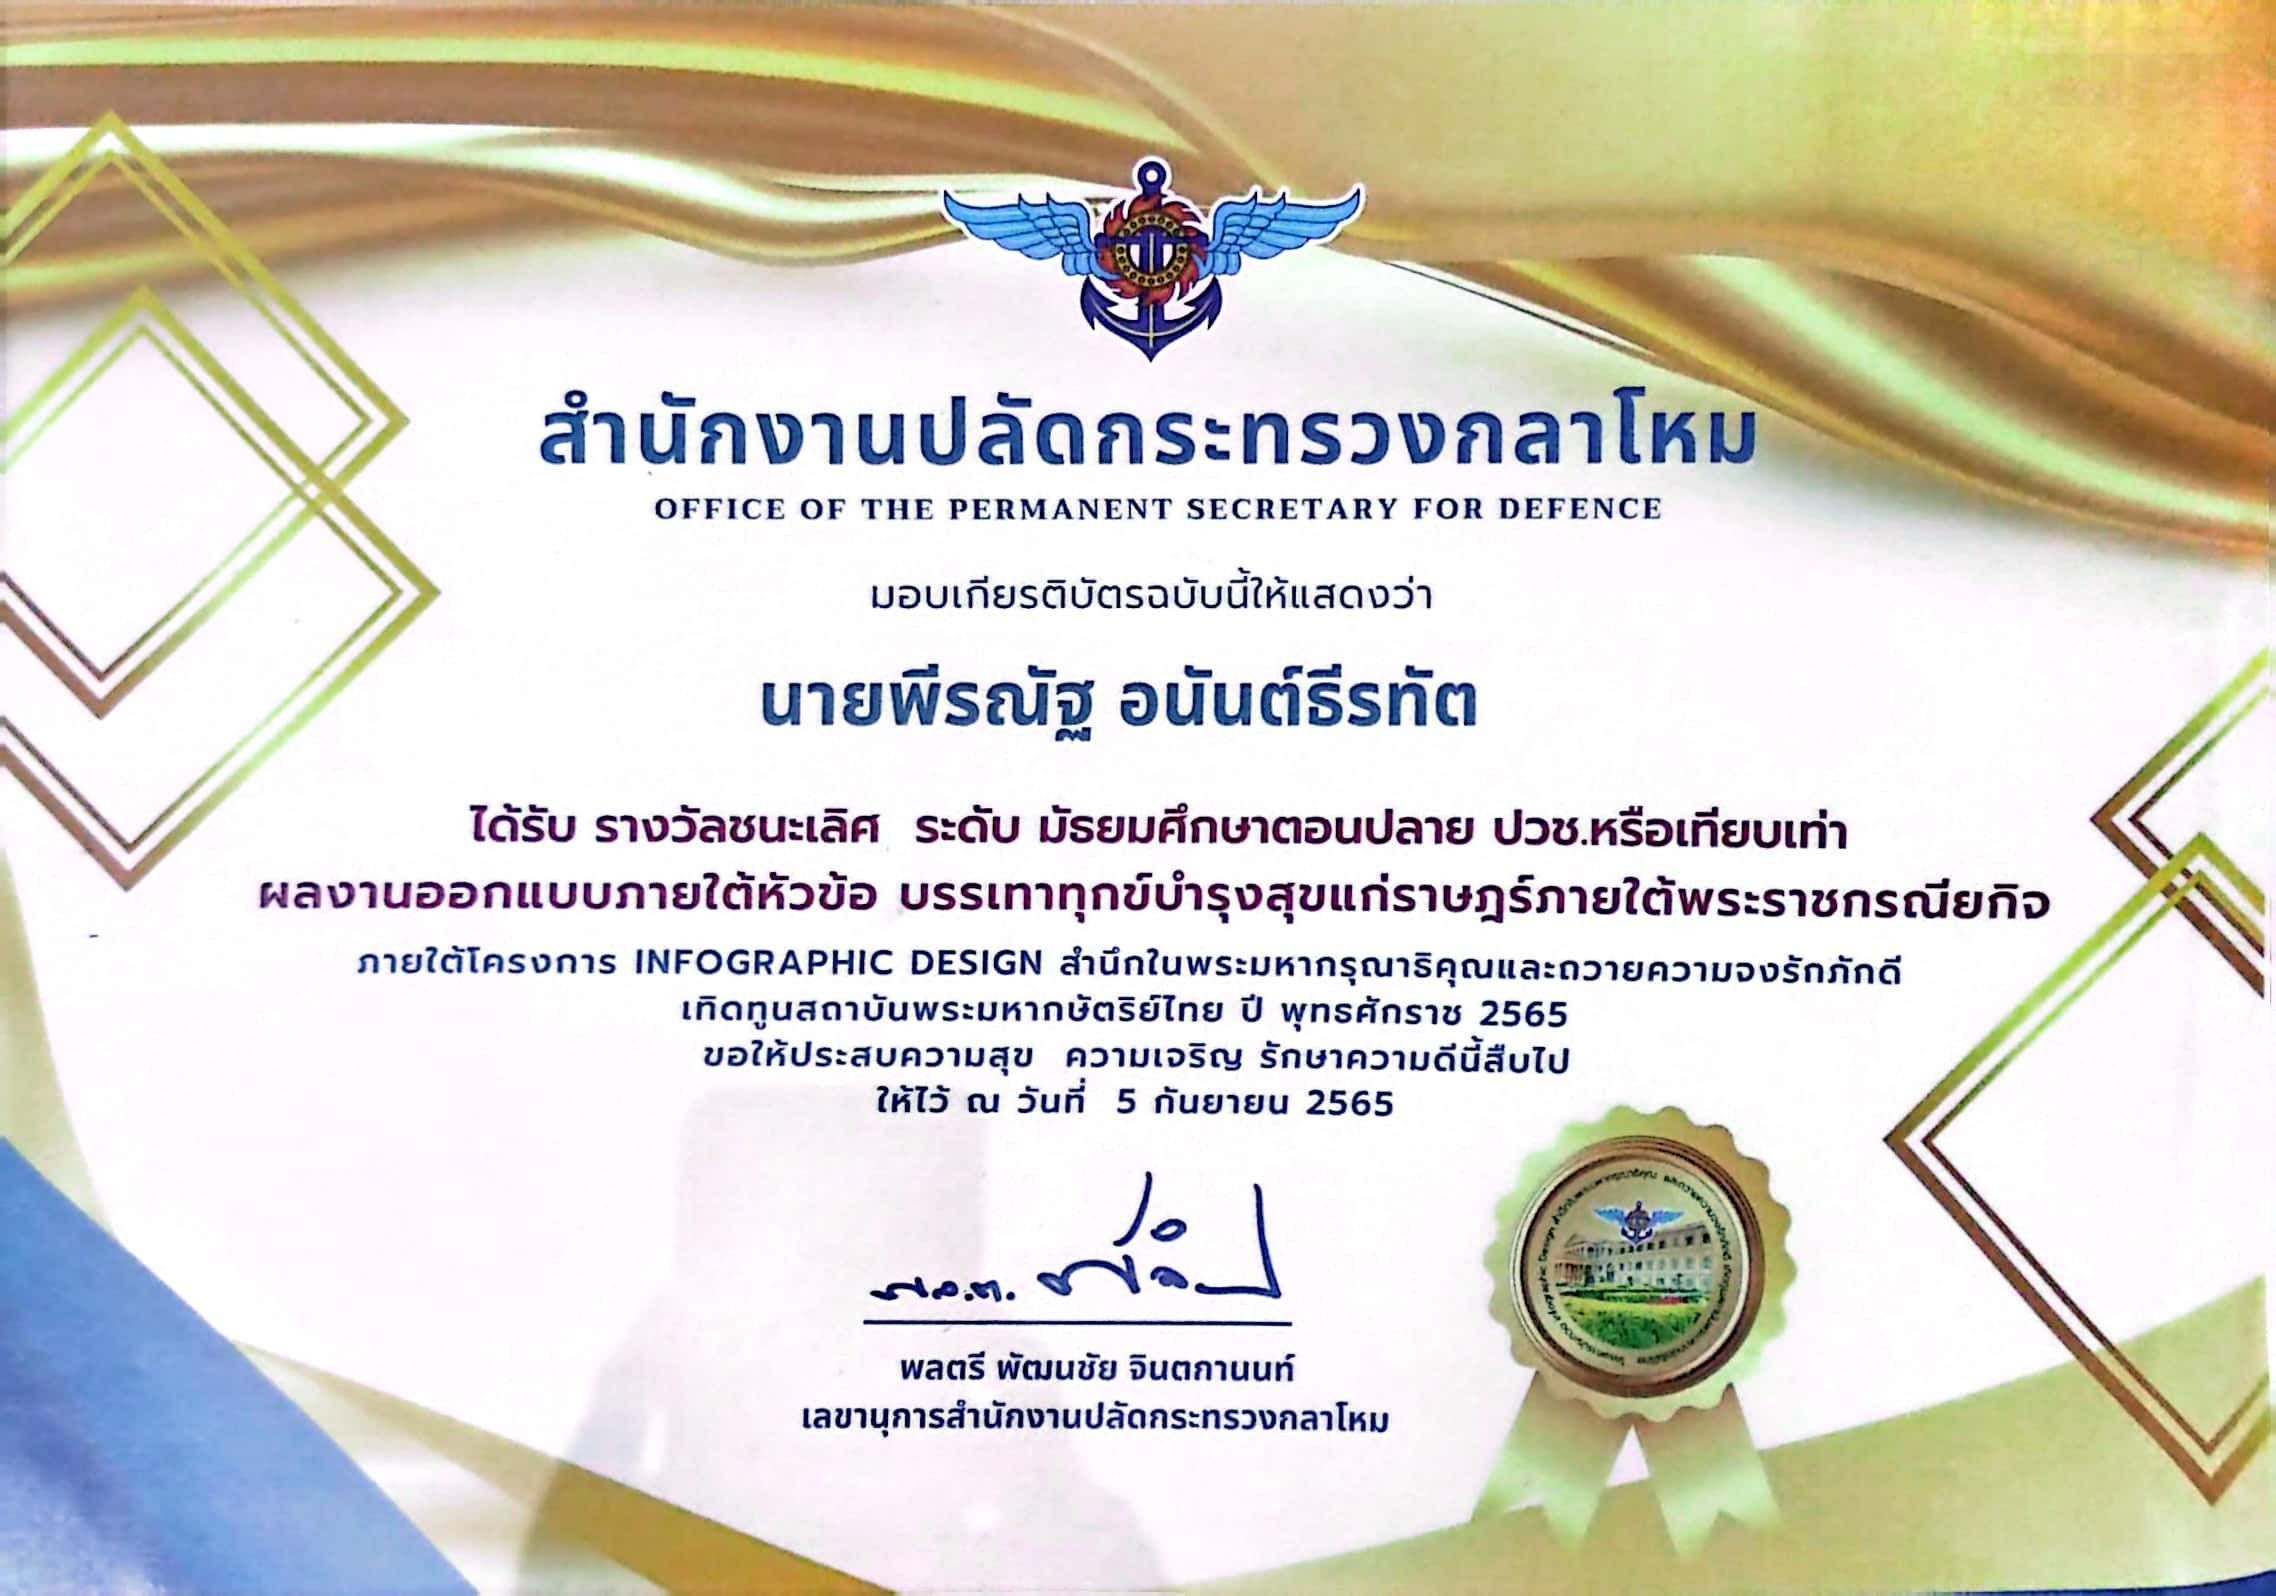 สำนักงานปลัดกระทรวงกลาโหม
OFFICE OF THE PERMANENT SECRETARY FOR DEFENCE
มอบเกียรติบัตรฉบับนี้ให้แสดงว่า
นายพีรณัฐ อนันต์ธีรทัต
ได้รับ รางวัลชนะเลิศ ระดับ มัธยมศึกษาตอนปลาย ปวช.หรือเทียบเท่า
ผลงานออกแบบภายใต้หัวข้อ บรรเทาทุกข์บำรุงสุขแก่ราษฎร์ภายใต้พระราชกรณียกิจ
ภายใต้โครงการ INFOGRAPHIC DESIGN สำนึกในพระมหากรุณาธิคุณและถวายความจงรักภักดี
เทิดทูนสถาบันพระมหากษัตริย์ไทย ปี พุทธศักราช 2565
ขอให้ประสบความสุข ความเจริญ รักษาความดีนี้สืบไป
ให้ไว้ ณ วันที่ 5 กันยายน 2565
พล.ต.
พลตรี พัฒนชัย จินตกานนท์
เลขานุการสำนักงานปลัดกระทรวงกลาโหม